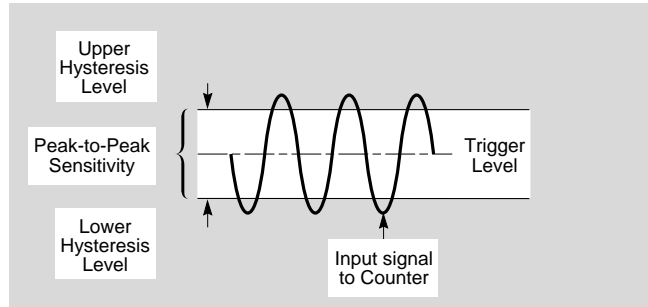 Upper
Hysteresis
Level
Peak-to-Peak
Sensitivity
Trigger
Level
Lower
Hysteresis
Level
Input signal
to Counter